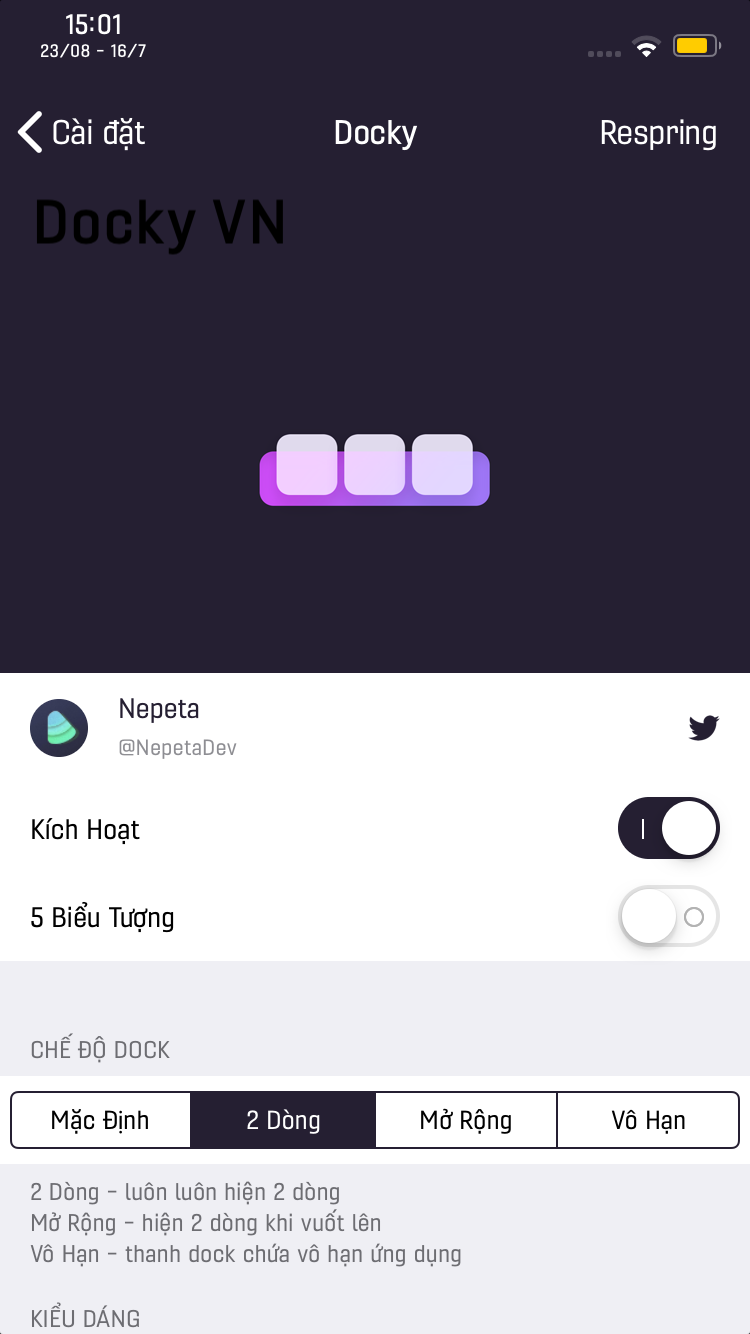 15:01
23/08 - 16/7
Cài đặt
Docky
Respring
Docky VN
Nepeta
@NepetaDev
Kích Hoạt
5 Biểu Tượng
CHẾ ĐỘ DOCK
Mặc Định
2 Dòng
Mở Rộng
Vô Hạn
2 Dòng - luôn luôn hiện 2 dòng
Mở Rộng - hiện 2 dòng khi vuốt lên
Vô Hạn - thanh dock chứa vô hạn ứng dụng
KIỂU DÁNG